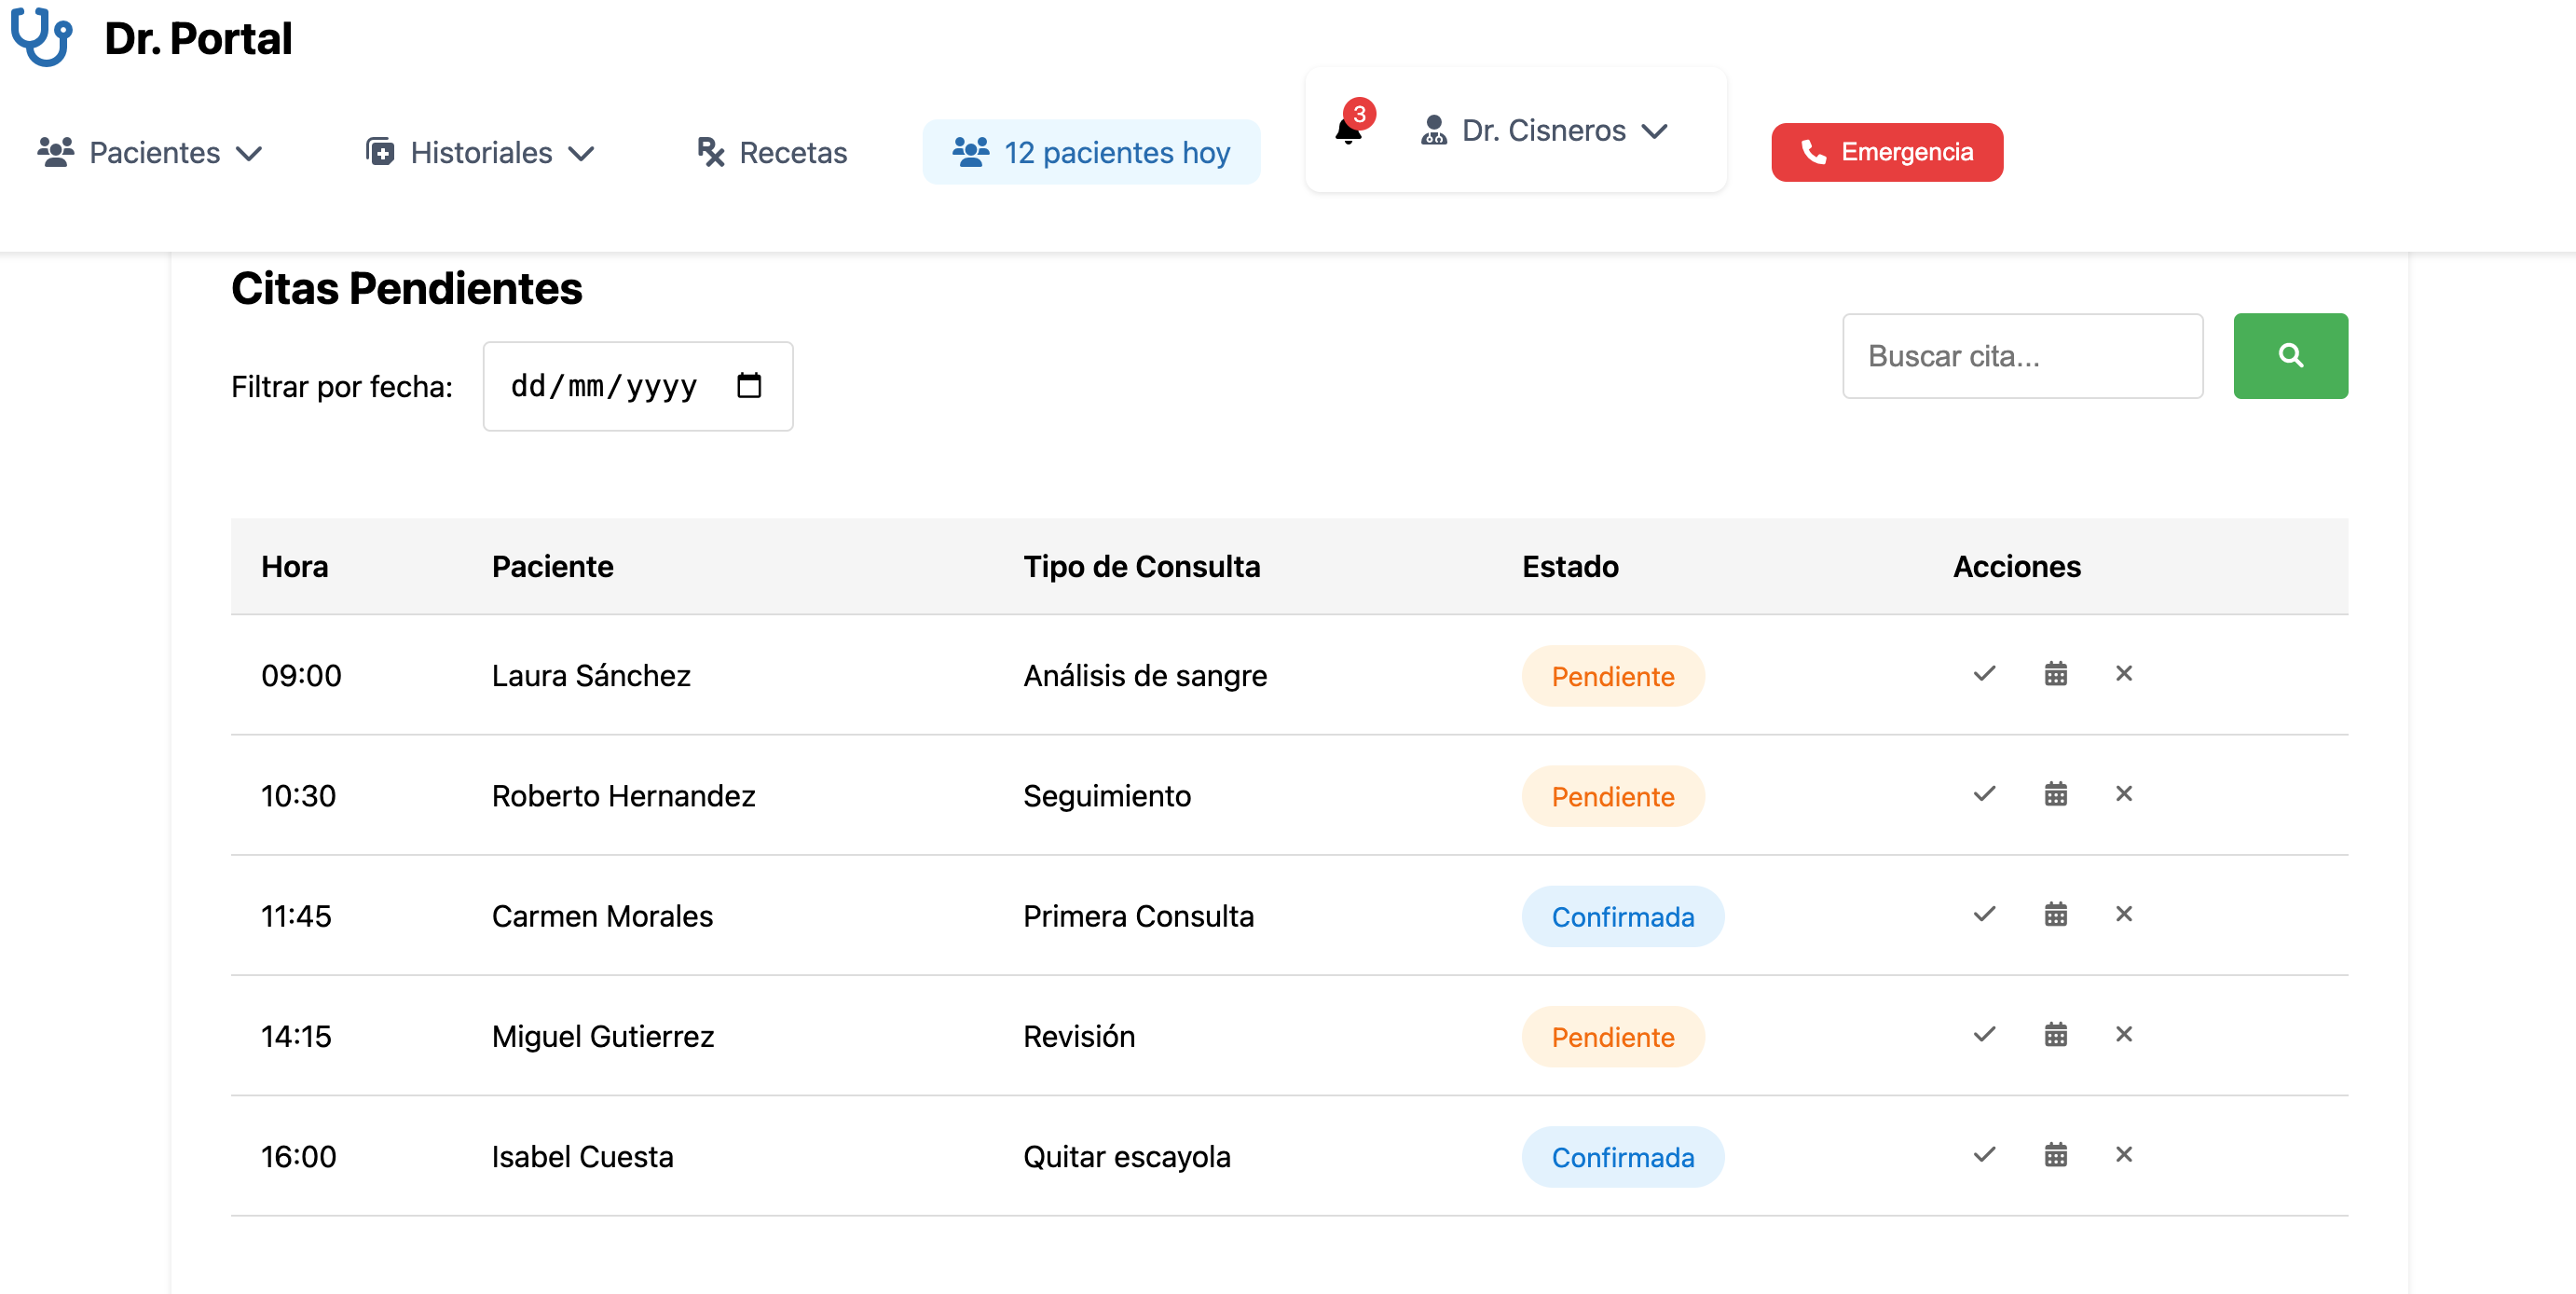 Dr. Portal
Pacientes Historiales Recetas 12 pacientes hoy 3 Dr. Cisneros Emergencia
Citas Pendientes
Filtrar por fecha: dd/mm/yyyy Buscar cita...
Hora Paciente Tipo de Consulta Estado Acciones
09:00 Laura Sánchez Análisis de sangre Pendiente
10:30 Roberto Hernandez Seguimiento Pendiente
11:45 Carmen Morales Primera Consulta Confirmada
14:15 Miguel Gutierrez Revisión Pendiente
16:00 Isabel Cuesta Quitar escayola Confirmada